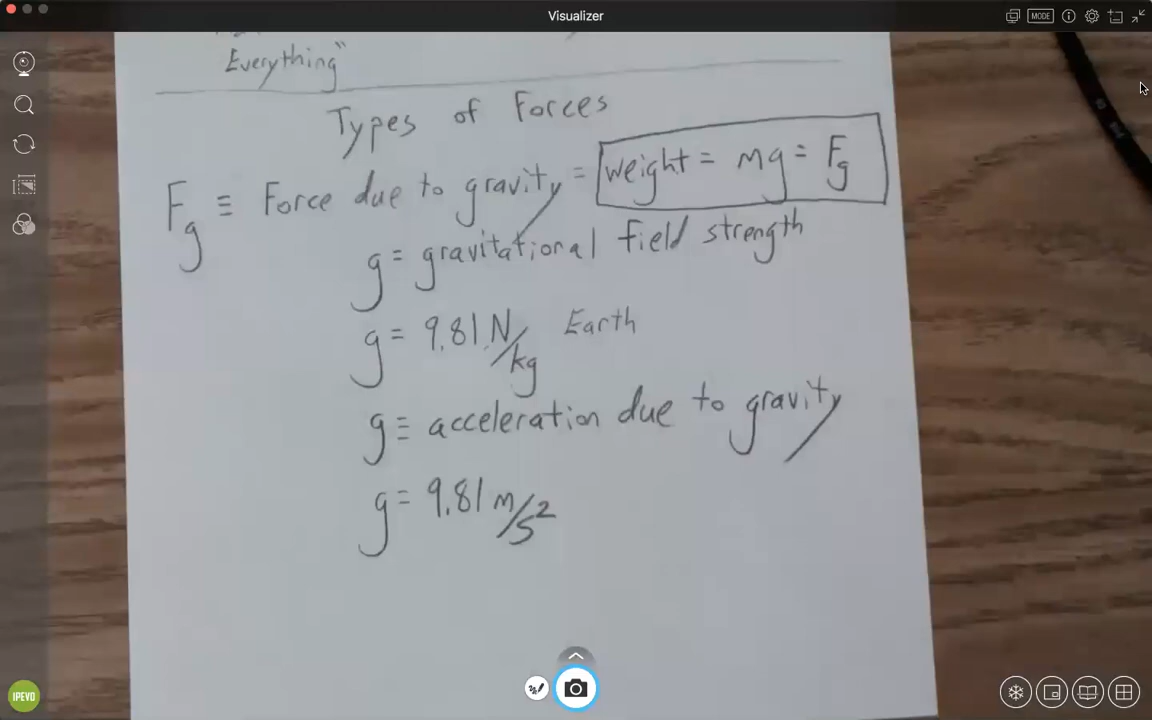 Visualizer
MODE
Everything"
Types of Forces
Fg ≡ Force due to gravity = weight = mg = Fg
g = gravitational field strength
g = 9.81 N/kg Earth
g ≡ acceleration due to gravity
g = 9.81 m/s²
IPEVO